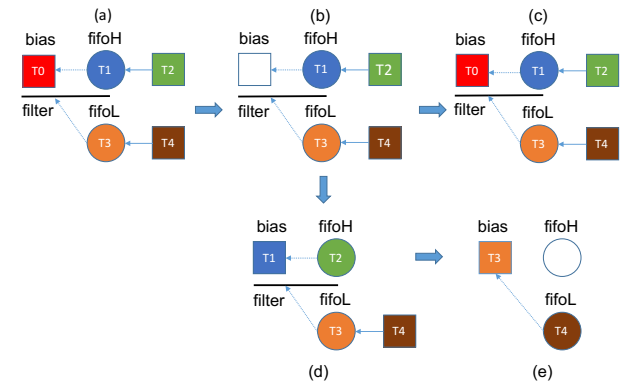 (a) (b) (c)
bias fifoH bias fifoH bias fifoH
T0 T1 T2 T1 T2 T0 T1 T2
filter fifoL filter fifoL filter fifoL
T3 T4 T3 T4 T3 T4
bias fifoH bias fifoH
T1 T2 T3
filter fifoL fifoL
T3 T4 T4
(d) (e)